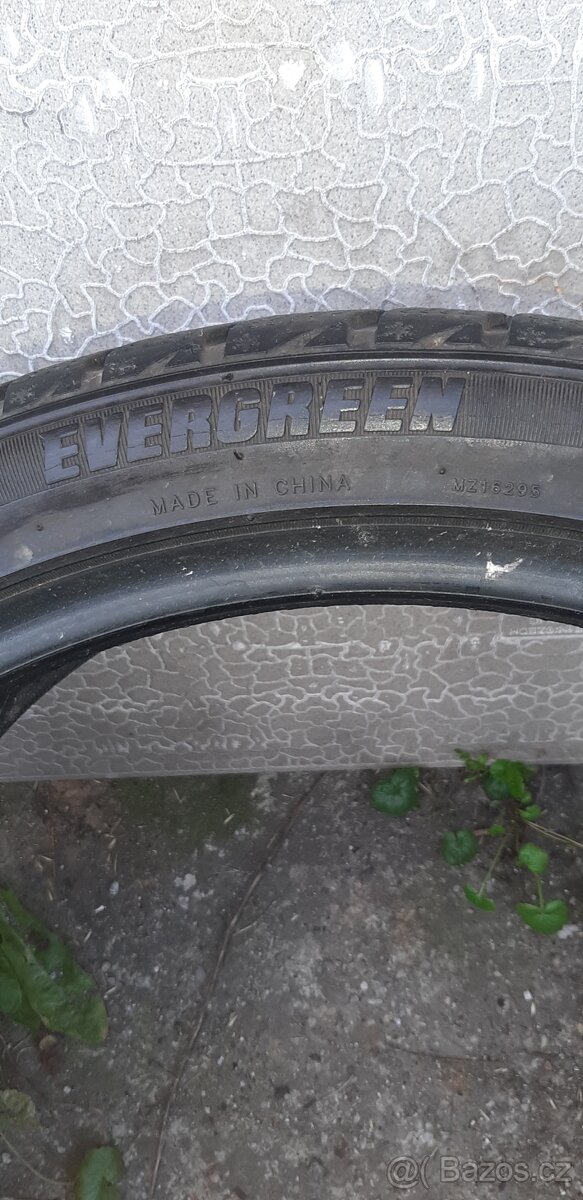 EVERGREEN
MADE IN CHINA
MZ16295
@( Bazos.cz